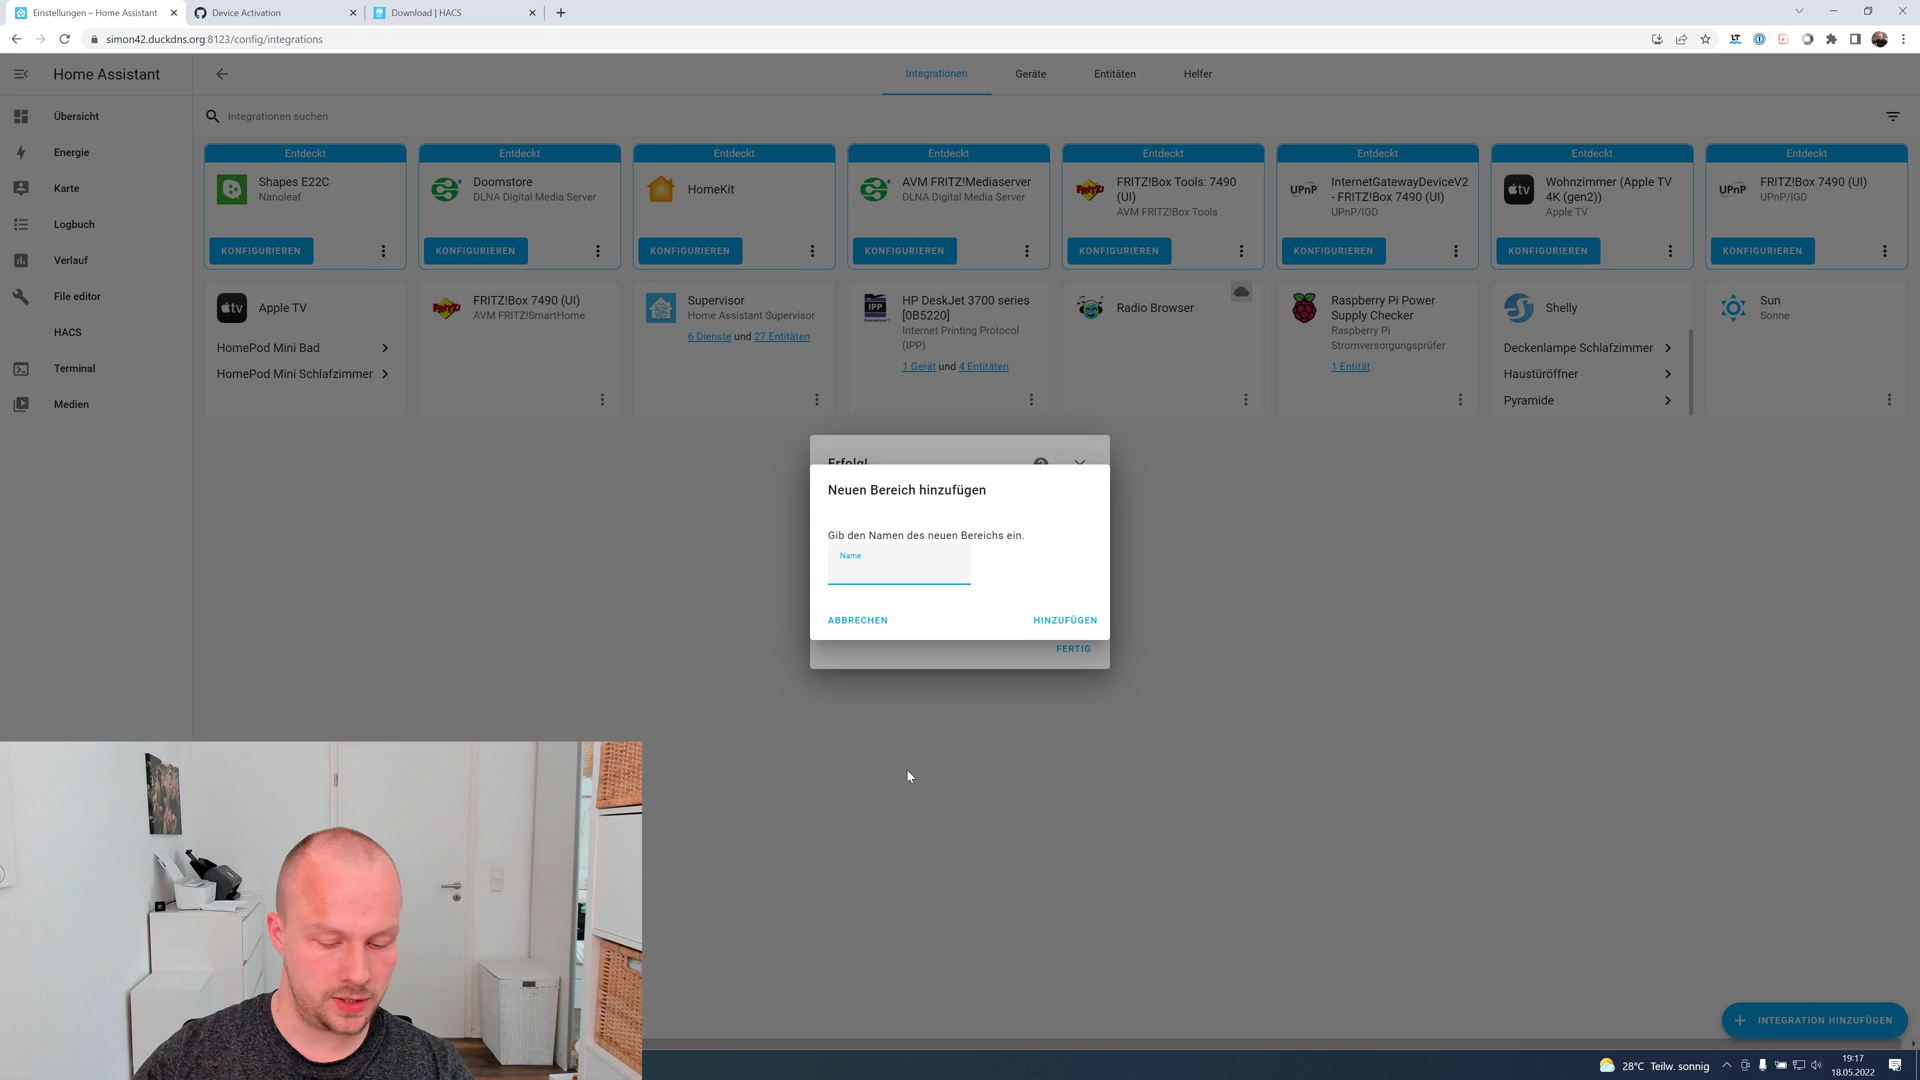 Einstellungen – Home Assistant
Device Activation
Download | HACS
simon42.duckdns.org:8123/config/integrations
Home Assistant
Integrationen
Geräte
Entitäten
Helfer
Übersicht
Energie
Karte
Logbuch
Verlauf
File editor
HACS
Terminal
Medien
Integrationen suchen
Entdeckt
Shapes E22C
Nanoleaf
KONFIGURIEREN
Entdeckt
Doomstore
DLNA Digital Media Server
KONFIGURIEREN
Entdeckt
HomeKit
KONFIGURIEREN
Entdeckt
AVM FRITZ!Mediaserver
DLNA Digital Media Server
KONFIGURIEREN
Entdeckt
FRITZ!Box Tools: 7490
(UI)
AVM FRITZ!Box Tools
KONFIGURIEREN
Entdeckt
UPnP
InternetGatewayDeviceV2
- FRITZ!Box 7490 (UI)
UPnP/IGD
KONFIGURIEREN
Entdeckt
tv
Wohnzimmer (Apple TV
4K (gen2))
Apple TV
KONFIGURIEREN
Entdeckt
UPnP
FRITZ!Box 7490 (UI)
UPnP/IGD
KONFIGURIEREN
tv
Apple TV
HomePod Mini Bad
HomePod Mini Schlafzimmer
FRITZ!Box 7490 (UI)
AVM FRITZ!SmartHome
Supervisor
Home Assistant Supervisor
6 Dienste und 27 Entitäten
IPP
HP DeskJet 3700 series
[0B5220]
Internet Printing Protocol
(IPP)
1 Gerät und 4 Entitäten
Radio Browser
Raspberry Pi Power
Supply Checker
Raspberry Pi
Stromversorgungsprüfer
1 Entität
Shelly
Deckenlampe Schlafzimmer
Haustüröffner
Pyramide
Sun
Sonne
Erfolg!
Neuen Bereich hinzufügen
Gib den Namen des neuen Bereichs ein.
Name
ABBRECHEN
HINZUFÜGEN
FERTIG
INTEGRATION HINZUFÜGEN
28°C Teilw. sonnig
19:17
18.05.2022